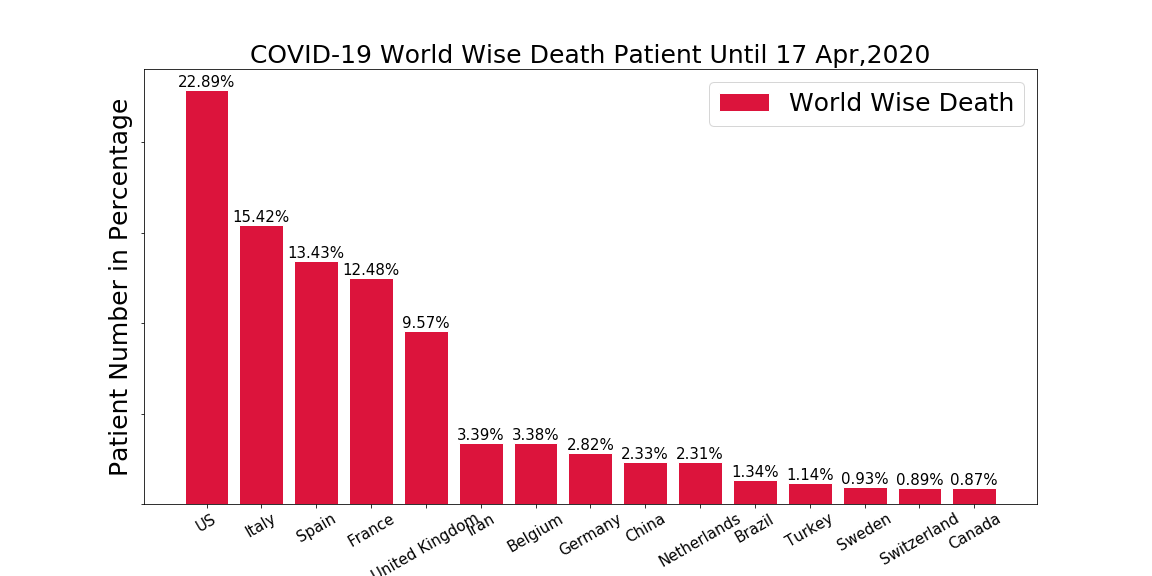 COVID-19 World Wise Death Patient Until 17 Apr,2020
World Wise Death
Patient Number in Percentage
22.89%
15.42%
13.43%
12.48%
9.57%
3.39%
3.38%
2.82%
2.33%
2.31%
1.34%
1.14%
0.93%
0.89%
0.87%
US
Italy
Spain
France
United Kingdom
Iran
Belgium
Germany
China
Netherlands
Brazil
Turkey
Sweden
Switzerland
Canada